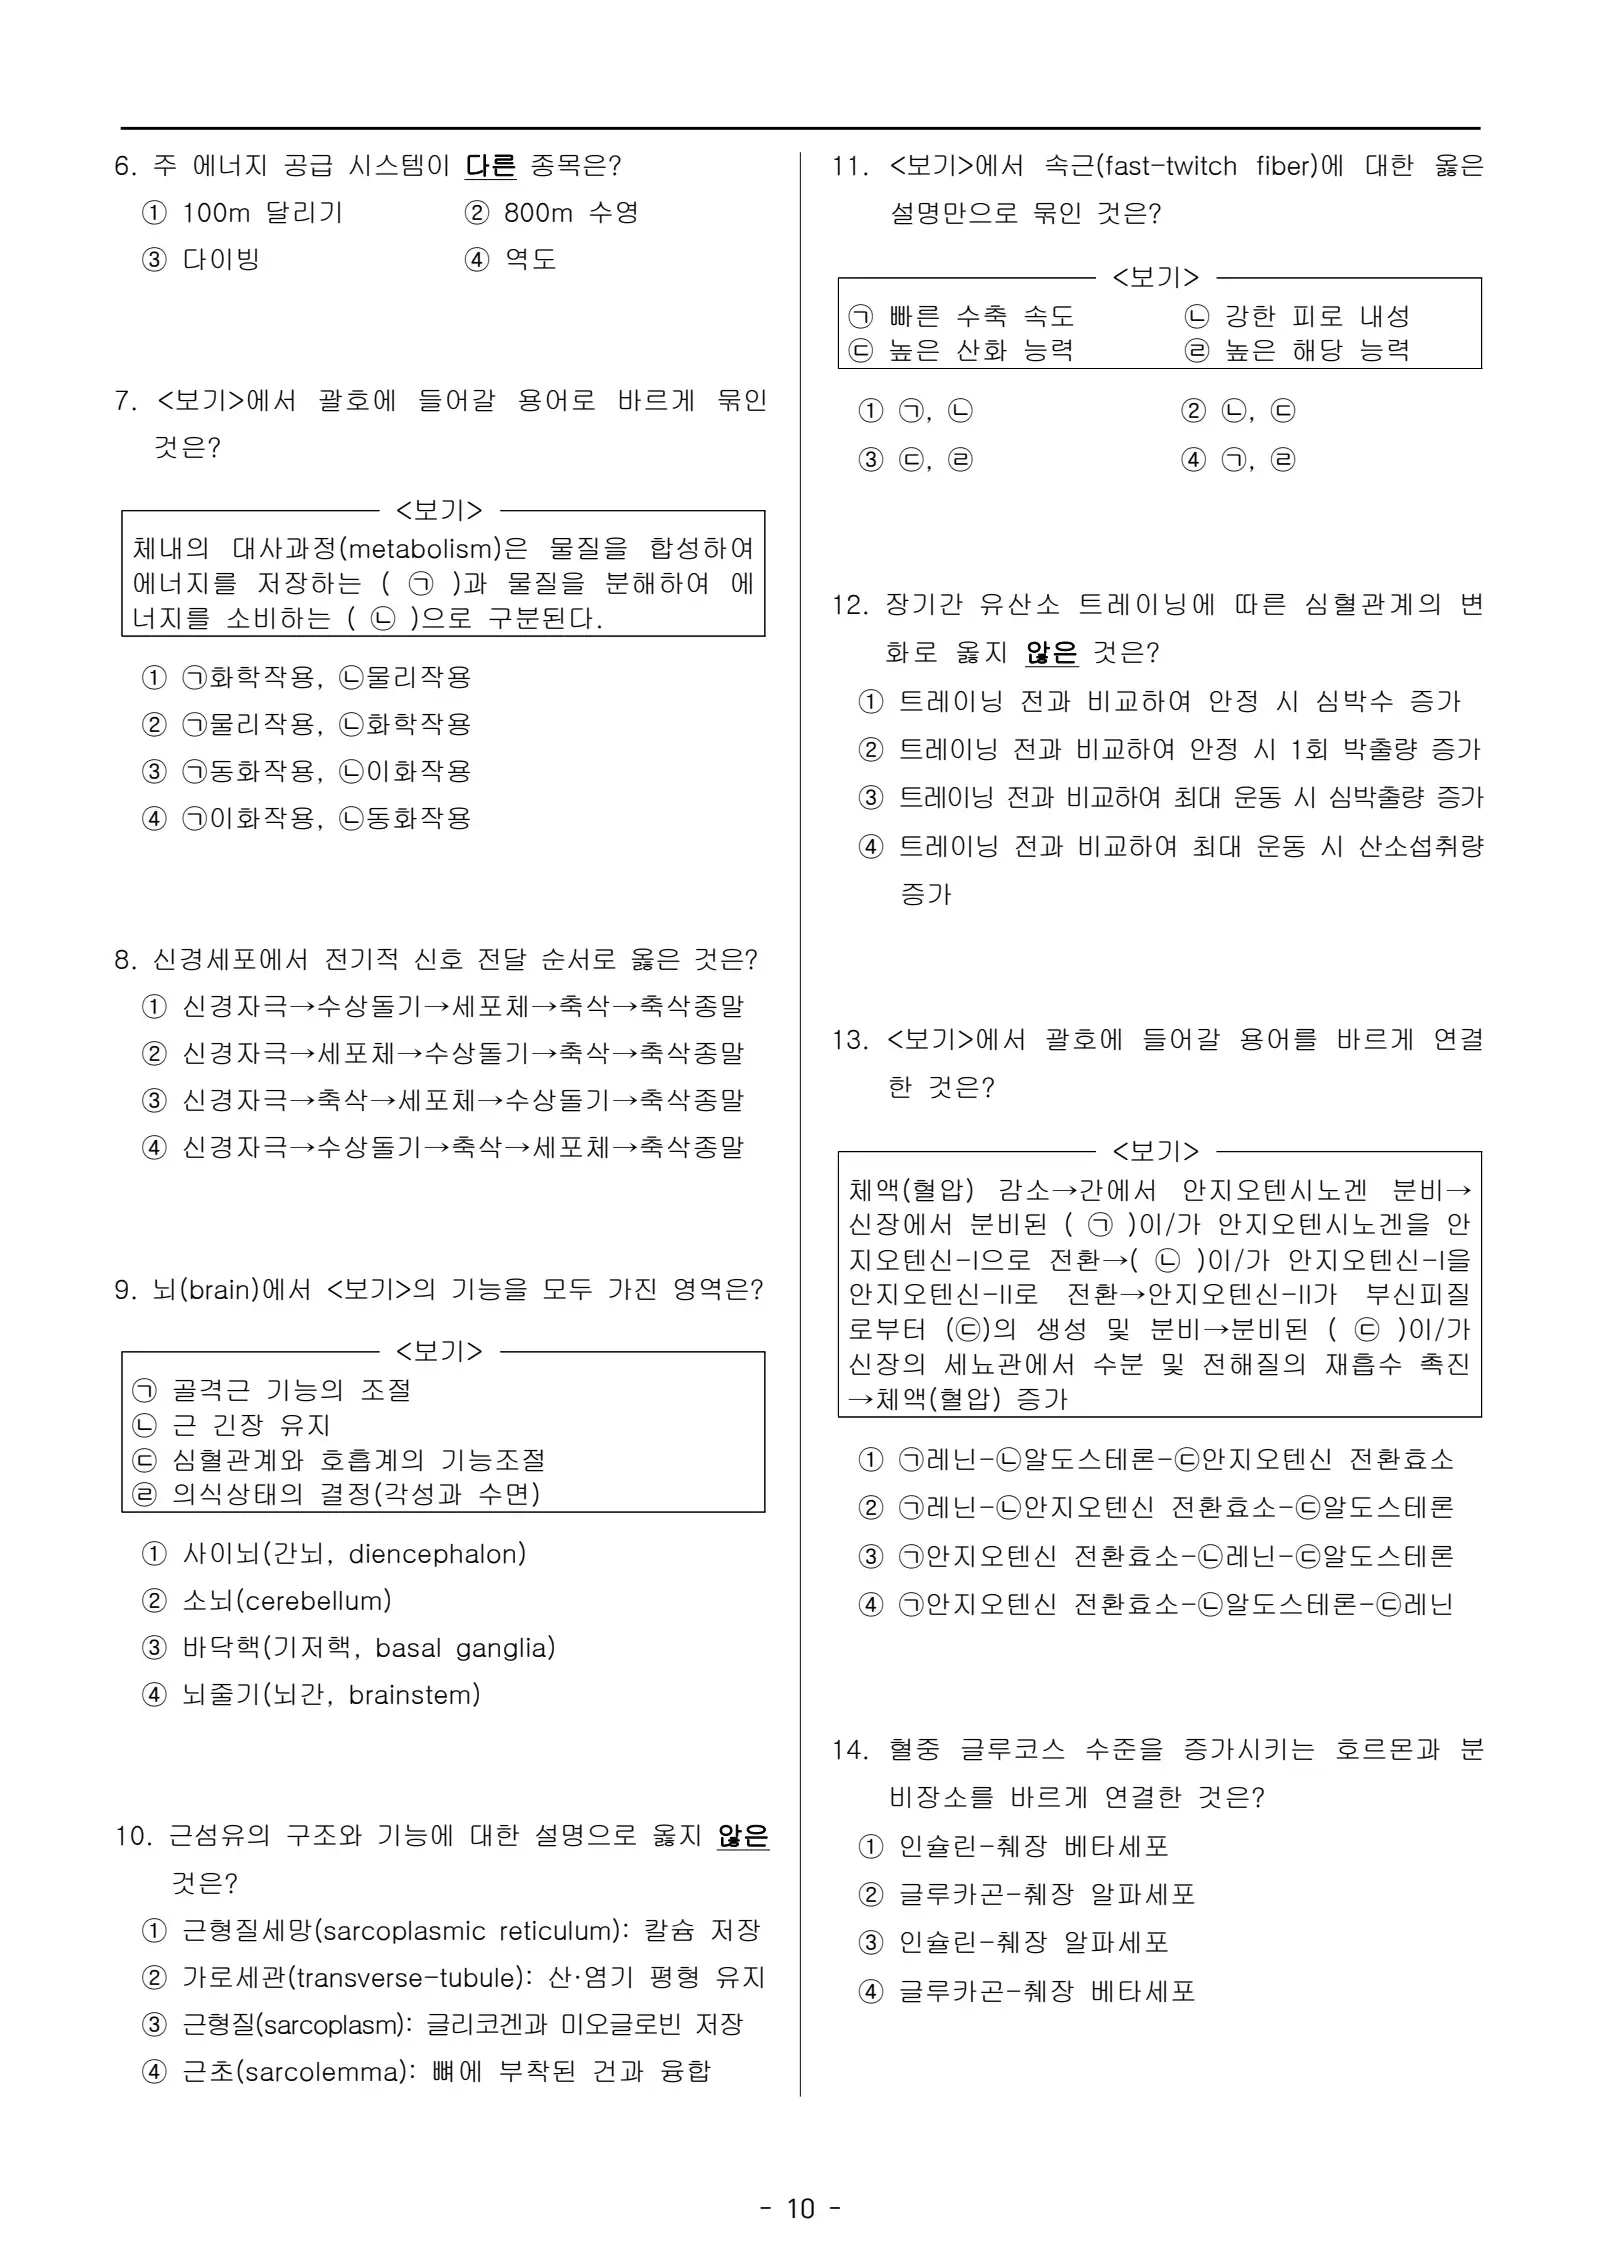 6. 주 에너지 공급 시스템이 다른 종목은?
① 100m 달리기 ② 800m 수영
③ 다이빙 ④ 역도
7. <보기>에서 괄호에 들어갈 용어로 바르게 묶인
것은?
<보기>
체내의 대사과정(metabolism)은 물질을 합성하여
에너지를 저장하는 ( ㉠ )과 물질을 분해하여 에
너지를 소비하는 ( ㉡ )으로 구분된다.
① ㉠화학작용, ㉡물리작용
② ㉠물리작용, ㉡화학작용
③ ㉠동화작용, ㉡이화작용
④ ㉠이화작용, ㉡동화작용
8. 신경세포에서 전기적 신호 전달 순서로 옳은 것은?
① 신경자극→수상돌기→세포체→축삭→축삭종말
② 신경자극→세포체→수상돌기→축삭→축삭종말
③ 신경자극→축삭→세포체→수상돌기→축삭종말
④ 신경자극→수상돌기→축삭→세포체→축삭종말
9. 뇌(brain)에서 <보기>의 기능을 모두 가진 영역은?
<보기>
㉠ 골격근 기능의 조절
㉡ 근 긴장 유지
㉢ 심혈관계와 호흡계의 기능조절
㉣ 의식상태의 결정(각성과 수면)
① 사이뇌(간뇌, diencephalon)
② 소뇌(cerebellum)
③ 바닥핵(기저핵, basal ganglia)
④ 뇌줄기(뇌간, brainstem)
10. 근섬유의 구조와 기능에 대한 설명으로 옳지 않은
것은?
① 근형질세망(sarcoplasmic reticulum): 칼슘 저장
② 가로세관(transverse-tubule): 산·염기 평형 유지
③ 근형질(sarcoplasm): 글리코겐과 미오글로빈 저장
④ 근초(sarcolemma): 뼈에 부착된 건과 융합
11. <보기>에서 속근(fast-twitch fiber)에 대한 옳은
설명만으로 묶인 것은?
<보기>
㉠ 빠른 수축 속도 ㉡ 강한 피로 내성
㉢ 높은 산화 능력 ㉣ 높은 해당 능력
① ㉠, ㉡ ② ㉡, ㉢
③ ㉢, ㉣ ④ ㉠, ㉣
12. 장기간 유산소 트레이닝에 따른 심혈관계의 변
화로 옳지 않은 것은?
① 트레이닝 전과 비교하여 안정 시 심박수 증가
② 트레이닝 전과 비교하여 안정 시 1회 박출량 증가
③ 트레이닝 전과 비교하여 최대 운동 시 심박출량 증가
④ 트레이닝 전과 비교하여 최대 운동 시 산소섭취량
증가
13. <보기>에서 괄호에 들어갈 용어를 바르게 연결
한 것은?
<보기>
체액(혈압) 감소→간에서 안지오텐시노겐 분비→
신장에서 분비된 ( ㉠ )이/가 안지오텐시노겐을 안
지오텐신-I으로 전환→( ㉡ )이/가 안지오텐신-I을
안지오텐신-II로 전환→안지오텐신-II가 부신피질
로부터 (㉢)의 생성 및 분비→분비된 ( ㉢ )이/가
신장의 세뇨관에서 수분 및 전해질의 재흡수 촉진
→체액(혈압) 증가
① ㉠레닌-㉡알도스테론-㉢안지오텐신 전환효소
② ㉠레닌-㉡안지오텐신 전환효소-㉢알도스테론
③ ㉠안지오텐신 전환효소-㉡레닌-㉢알도스테론
④ ㉠안지오텐신 전환효소-㉡알도스테론-㉢레닌
14. 혈중 글루코스 수준을 증가시키는 호르몬과 분
비장소를 바르게 연결한 것은?
① 인슐린-췌장 베타세포
② 글루카곤-췌장 알파세포
③ 인슐린-췌장 알파세포
④ 글루카곤-췌장 베타세포
- 10 -